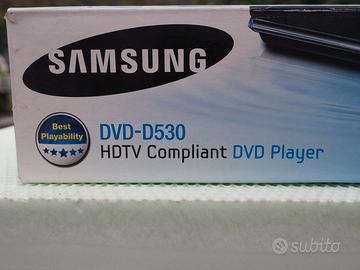 SAMSUNG
Best
Playability
DVD-D530
HDTV Compliant DVD Player
subito